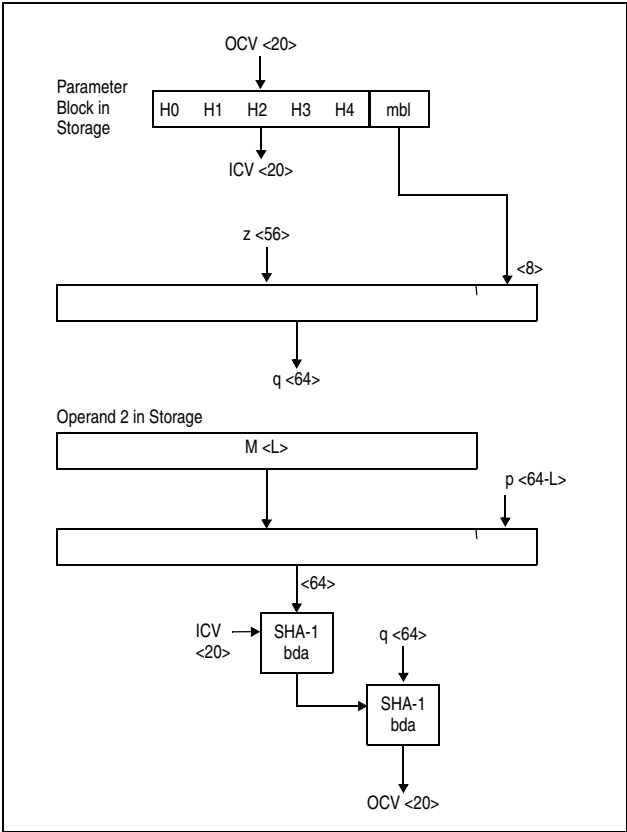 OCV <20>
Parameter
Block in
Storage
H0 H1 H2 H3 H4 mbl
ICV <20>
z <56>
<8>
q <64>
Operand 2 in Storage
M <L>
p <64-L>
<64>
ICV
<20>
SHA-1
bda
q <64>
SHA-1
bda
OCV <20>